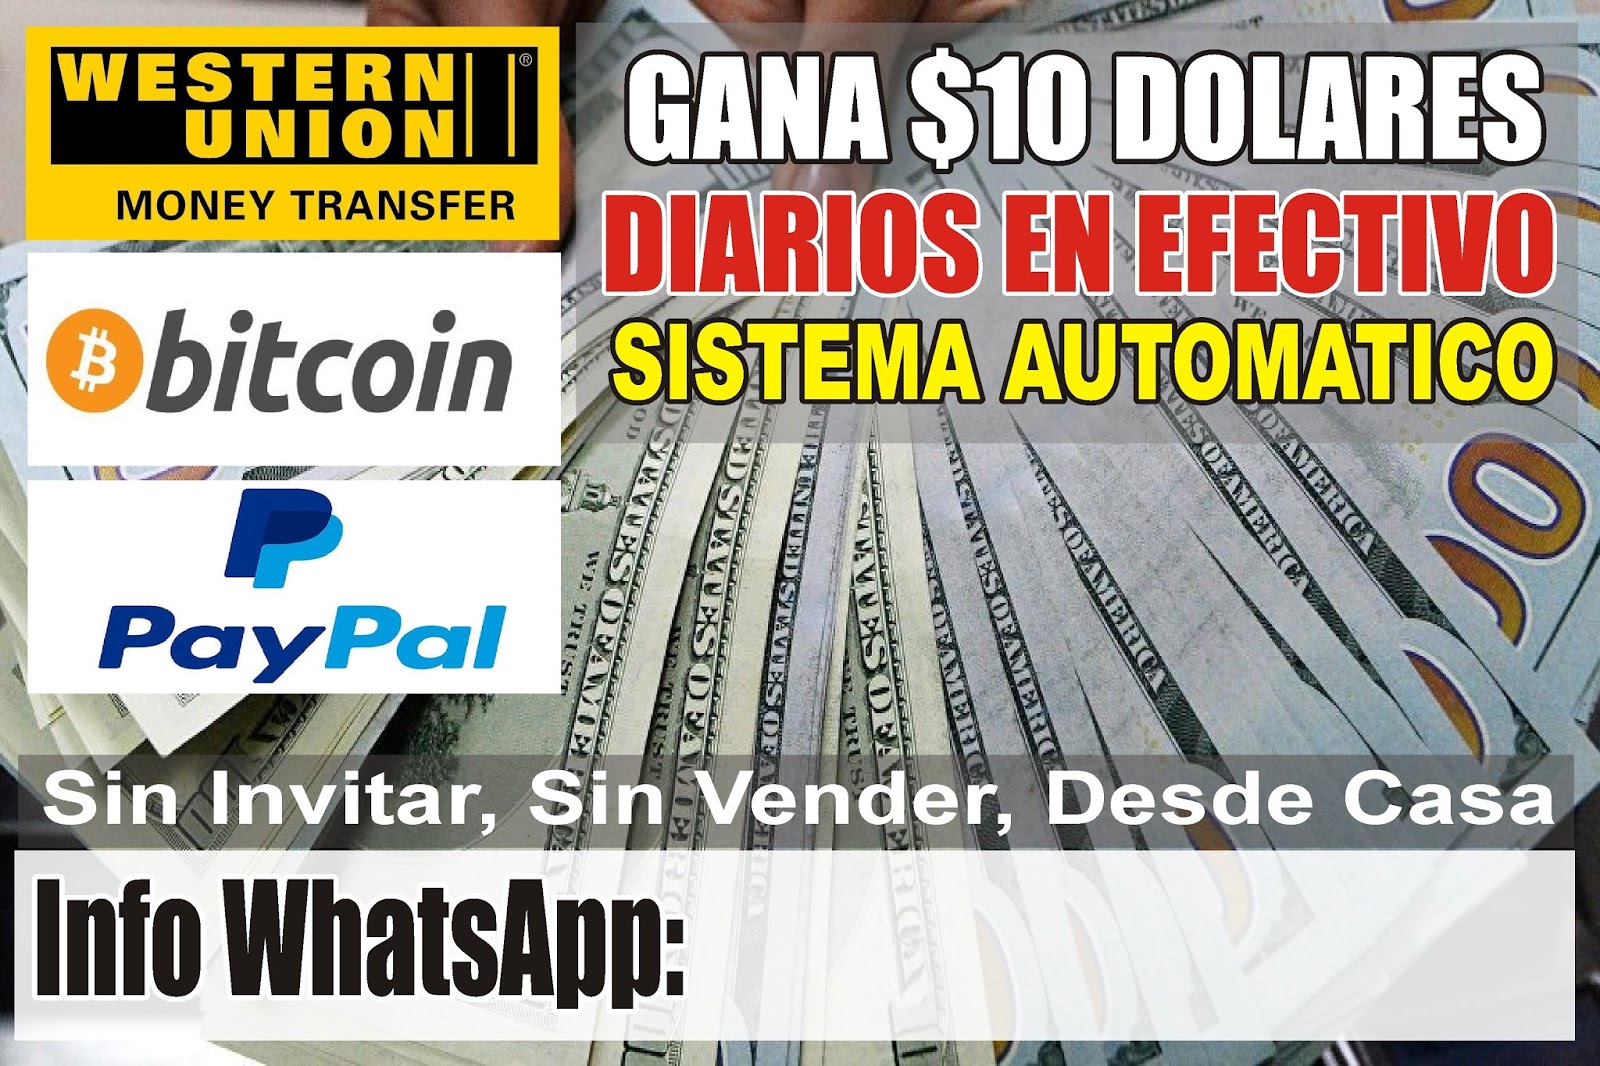 WESTERN
UNION
®
MONEY TRANSFER
bitcoin
PayPal
GANA $10 DOLARES
DIARIOS EN EFECTIVO
SISTEMA AUTOMATICO
Sin Invitar, Sin Vender, Desde Casa
Info WhatsApp: